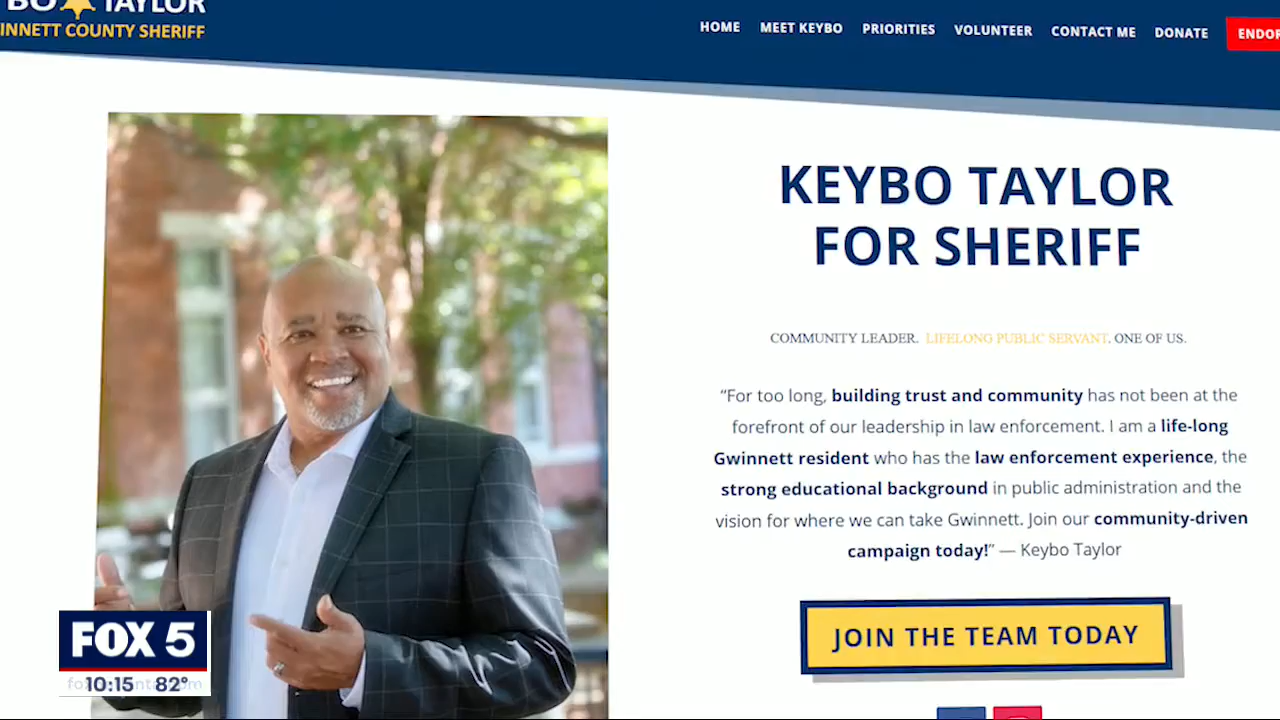 BO TAYLOR
INNETT COUNTY SHERIFF
HOME MEET KEYBO PRIORITIES VOLUNTEER CONTACT ME DONATE ENDOR
KEYBO TAYLOR
FOR SHERIFF
COMMUNITY LEADER. LIFELONG PUBLIC SERVANT. ONE OF US.
“For too long, building trust and community has not been at the
forefront of our leadership in law enforcement. I am a life-long
Gwinnett resident who has the law enforcement experience, the
strong educational background in public administration and the
vision for where we can take Gwinnett. Join our community-driven
campaign today!” — Keybo Taylor
JOIN THE TEAM TODAY
FOX 5
10:15 82°